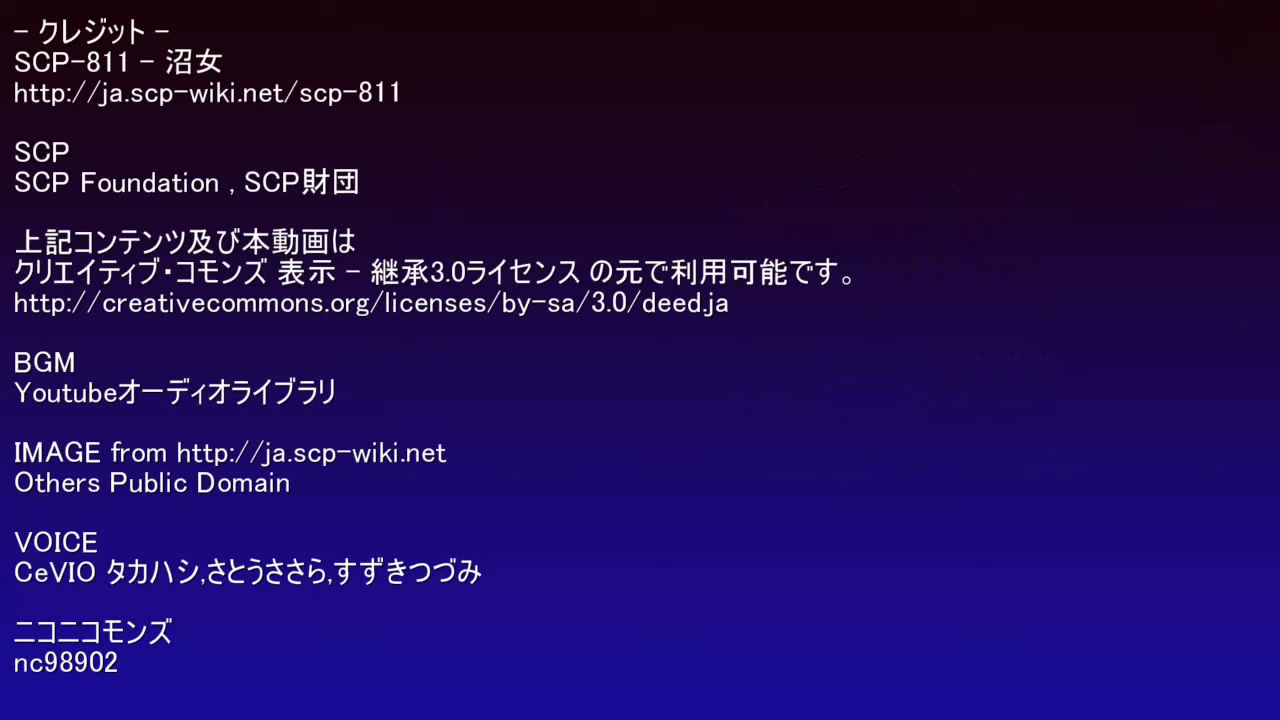 - クレジット -
SCP-811 - 沼女
http://ja.scp-wiki.net/scp-811
SCP
SCP Foundation , SCP財団
上記コンテンツ及び本動画は
クリエイティブ・コモンズ 表示 - 継承3.0ライセンス の元で利用可能です。
http://creativecommons.org/licenses/by-sa/3.0/deed.ja
BGM
Youtubeオーディオライブラリ
IMAGE from http://ja.scp-wiki.net
Others Public Domain
VOICE
CeVIO タカハシ,さとうささら,すずきつづみ
ニコニコモンズ
nc98902